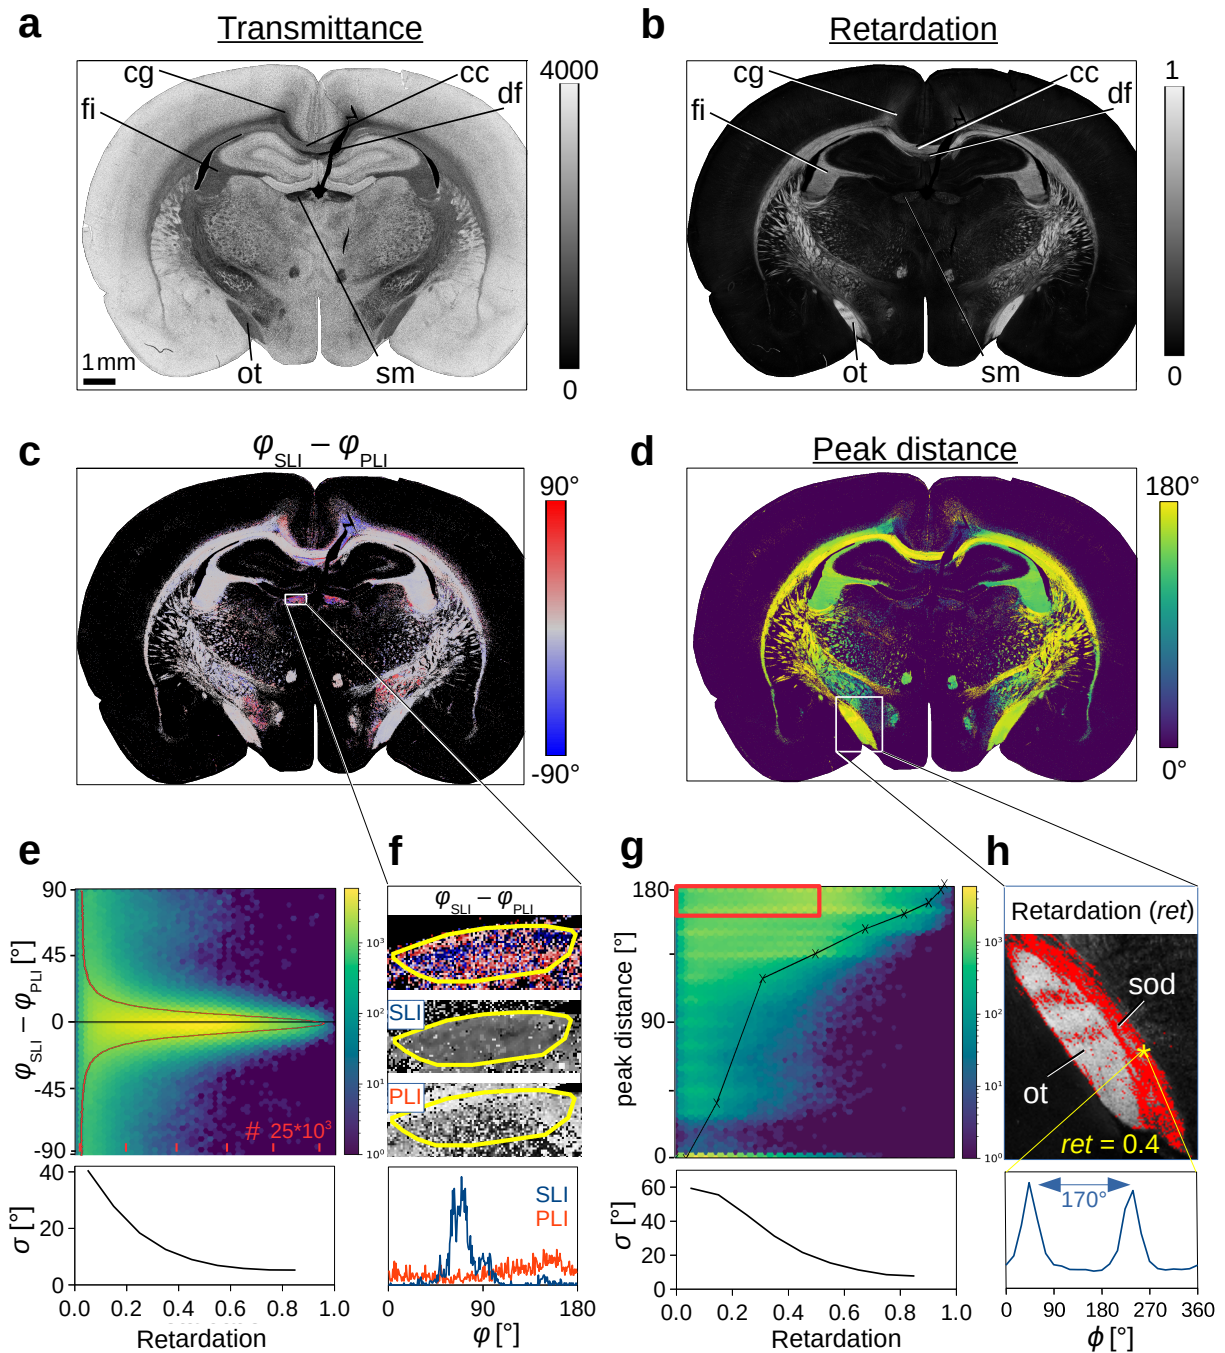 a
Transmittance
cg
cc
fi
df
4000
0
1 mm
ot
sm
b
Retardation
cg
cc
fi
df
1
0
ot
sm
c
φSLI – φPLI
90°
-90°
d
Peak distance
180°
0°
e
90
45
0
-45
-90
φSLI – φPLI [°]
# 25*10³
10³
10²
10¹
10⁰
40
20
0
σ [°]
0.0 0.2 0.4 0.6 0.8 1.0
Retardation
f
φSLI – φPLI
SLI
PLI
SLI
PLI
0 90 180
φ [°]
g
180
90
0
peak distance [°]
10³
10²
10¹
10⁰
60
40
20
0
σ [°]
0.0 0.2 0.4 0.6 0.8 1.0
Retardation
h
Retardation (ret)
sod
ot
ret = 0.4
170°
0 90 180 270 360
ϕ [°]